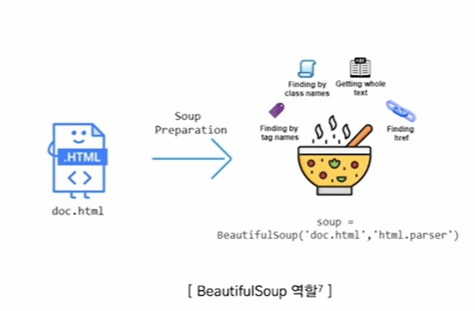 Finding by
class names
Getting whole
text
Finding by
tag names
Finding
href
Soup
Preparation
.HTML
doc.html
soup =
BeautifulSoup('doc.html','html.parser')
[ BeautifulSoup 역할⁷ ]